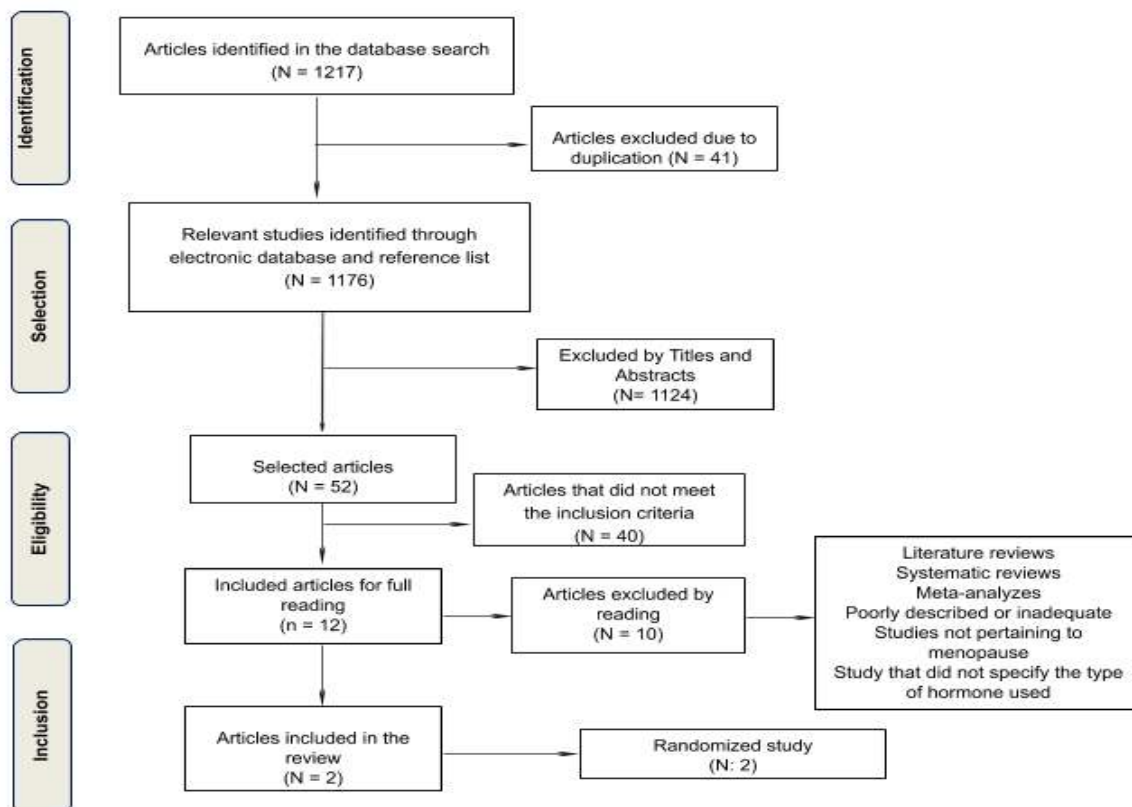 Identification
Articles identified in the database search
(N = 1217)
Articles excluded due to
duplication (N = 41)
Selection
Relevant studies identified through
electronic database and reference list
(N = 1176)
Excluded by Titles and
Abstracts
(N= 1124)
Eligibility
Selected articles
(N = 52)
Articles that did not meet
the inclusion criteria
(N = 40)
Included articles for full
reading
(n = 12)
Articles excluded by
reading
(N = 10)
Literature reviews
Systematic reviews
Meta-analyzes
Poorly described or inadequate
Studies not pertaining to
menopause
Study that did not specify the type
of hormone used
Inclusion
Articles included in the
review
(N = 2)
Randomized study
(N: 2)